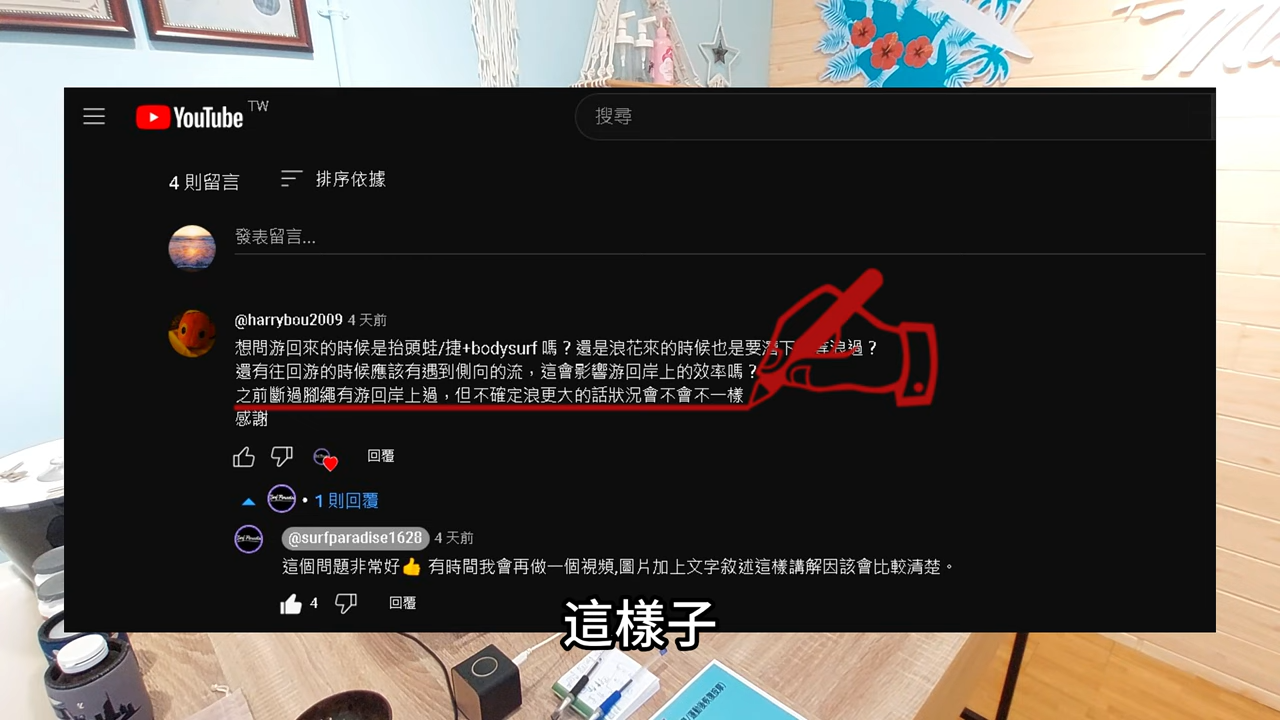 YouTube TW
搜尋
4 則留言
排序依據
發表留言...
@harrybou2009 4 天前
想問游回來的時候是抬頭蛙/捷+bodysurf 嗎？還是浪花來的時候也是要潛下 浪過？
還有往回游的時候應該有遇到側向的流，這會影響游回岸上的效率嗎?
之前斷過腳繩有游回岸上過，但不確定浪更大的話狀況會不會不一樣
感謝
回覆
• 1 則回覆
@surfparadise1628 4 天前
這個問題非常好👍 有時間我會再做一個視頻,圖片加上文字敘述這樣講解因該會比較清楚。
4 回覆
這樣子